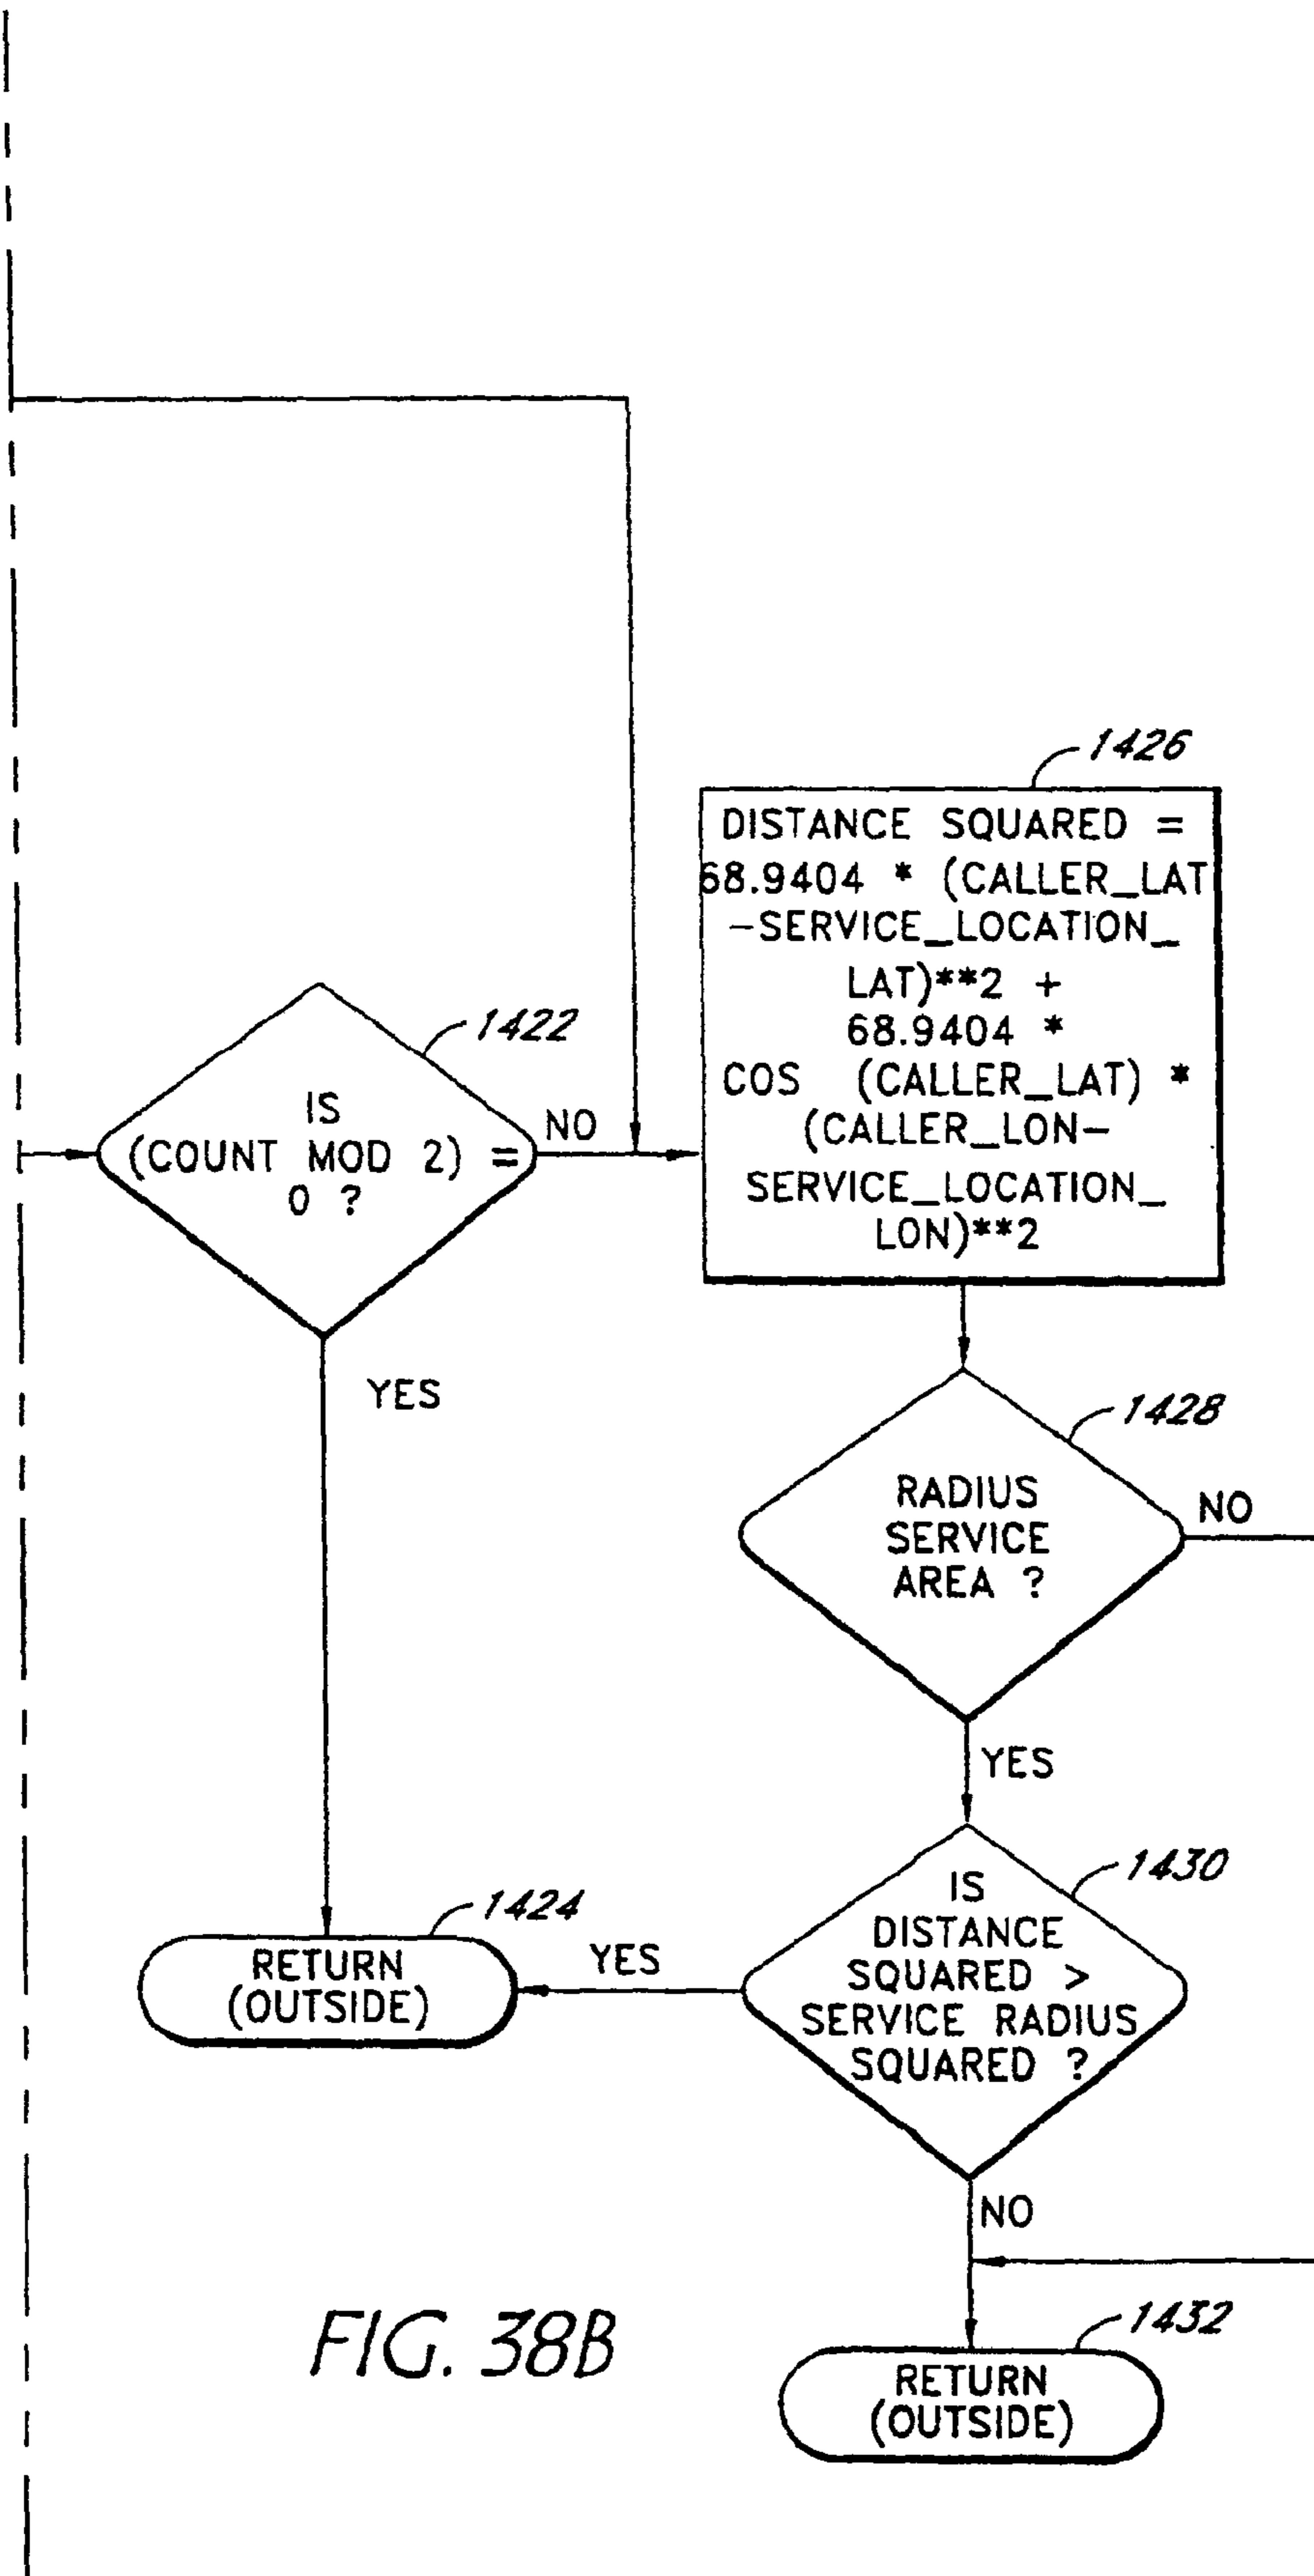 1426
DISTANCE SQUARED =
68.9404 * (CALLER_LAT
-SERVICE_LOCATION_
LAT)**2 +
68.9404 *
COS (CALLER_LAT) *
(CALLER_LON-
SERVICE_LOCATION_
LON)**2
1422
IS
(COUNT MOD 2) =
0 ?
NO
YES
1428
RADIUS
SERVICE
AREA ?
NO
YES
1430
IS
DISTANCE
SQUARED >
SERVICE RADIUS
SQUARED ?
YES
1424
RETURN
(OUTSIDE)
NO
1432
RETURN
(OUTSIDE)
FIG. 38B